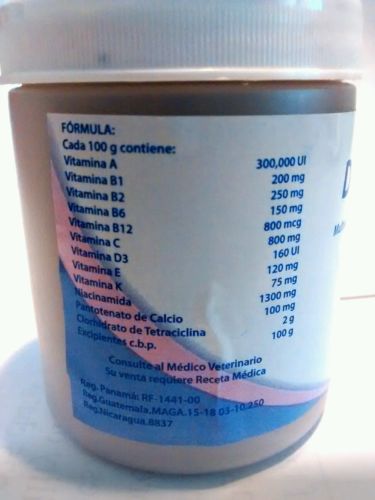 FÓRMULA:
Cada 100 g contiene:
Vitamina A 300,000 UI
Vitamina B1 200 mg
Vitamina B2 250 mg
Vitamina B6 150 mg
Vitamina B12 800 mcg
Vitamina C 800 mg
Vitamina D3 160 UI
Vitamina E 120 mg
Vitamina K 75 mg
Niacinamida 1300 mg
Pantotenato de Calcio 100 mg
Clorhidrato de Tetraciclina 2 g
Excipientes c.b.p. 100 g
Consulte al Médico Veterinario
Su venta requiere Receta Médica
Reg. Panamá: RF-1441-00
Reg.Guatemala.MAGA.15-18 03-10.250
Reg.Nicaragua.8837